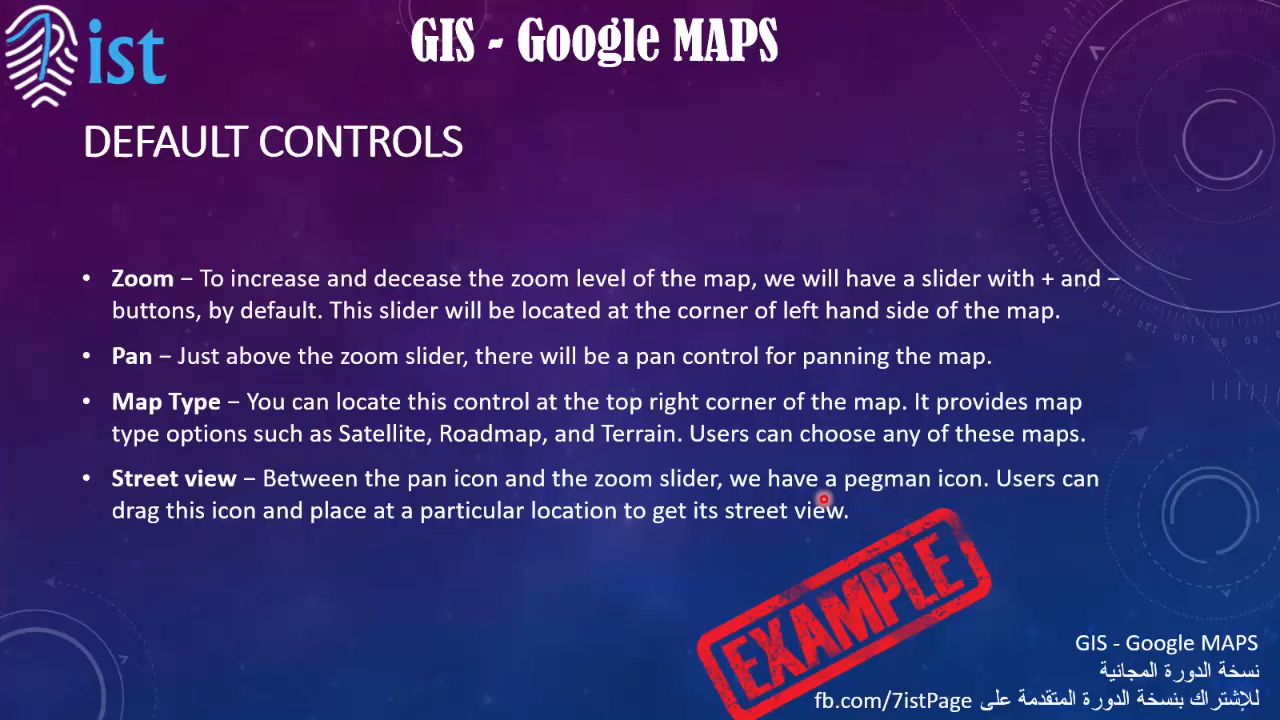 7ist
GIS - Google MAPS
DEFAULT CONTROLS
• Zoom – To increase and decease the zoom level of the map, we will have a slider with + and –
buttons, by default. This slider will be located at the corner of left hand side of the map.
• Pan – Just above the zoom slider, there will be a pan control for panning the map.
• Map Type – You can locate this control at the top right corner of the map. It provides map
type options such as Satellite, Roadmap, and Terrain. Users can choose any of these maps.
• Street view – Between the pan icon and the zoom slider, we have a pegman icon. Users can
drag this icon and place at a particular location to get its street view.
EXAMPLE
GIS - Google MAPS
نسخة الدورة المجانية
للإشتراك بنسخة الدورة المتقدمة على fb.com/7istPage